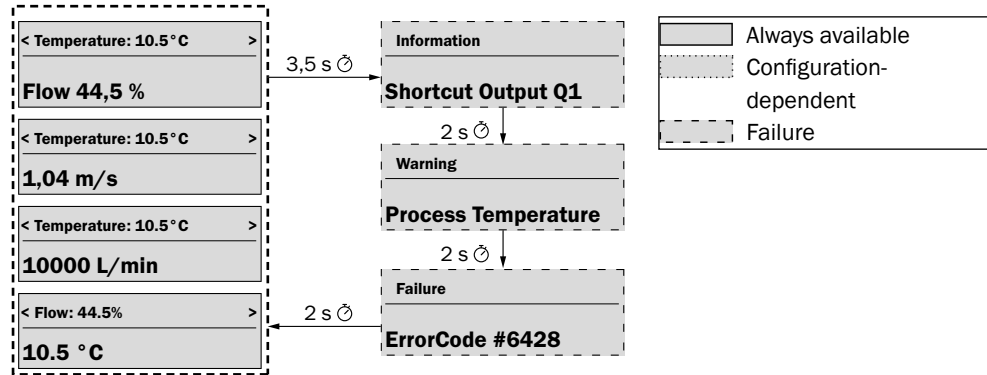 < Temperature: 10.5°C >
Flow 44,5 %
< Temperature: 10.5°C >
1,04 m/s
< Temperature: 10.5°C >
10000 L/min
< Flow: 44.5% >
10.5 °C
3,5 s
Information
Shortcut Output Q1
2 s
Warning
Process Temperature
2 s
Failure
ErrorCode #6428
2 s
Always available
Configuration-
dependent
Failure